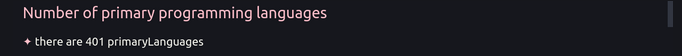 Number of primary programming languages
✦ there are 401 primaryLanguages